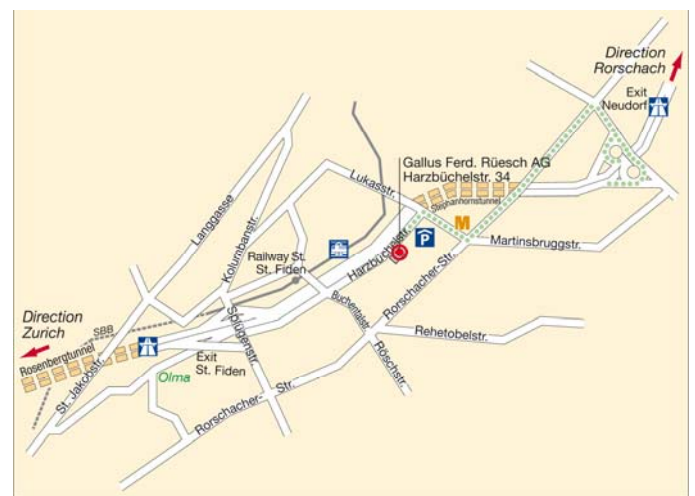 Direction
Rorschach
Exit
Neudorf
Gallus Ferd. Rüesch AG
Harzbüchelstr. 34
Lukasstr.
Stephanhornstunnel
Langgasse
Kolumbanstr.
M
P
Harzbüchelstr.
Martinsbruggstr.
Railway St.
St. Fiden
Rorschacher-Str.
Buchentalstr.
Direction
Zurich
SBB
Splügenstr.
Rehetobelstr.
Rosenbergtunnel
Exit
St. Fiden
Röschstr.
St. Jakobstr.
Olma
Rorschacher-Str.